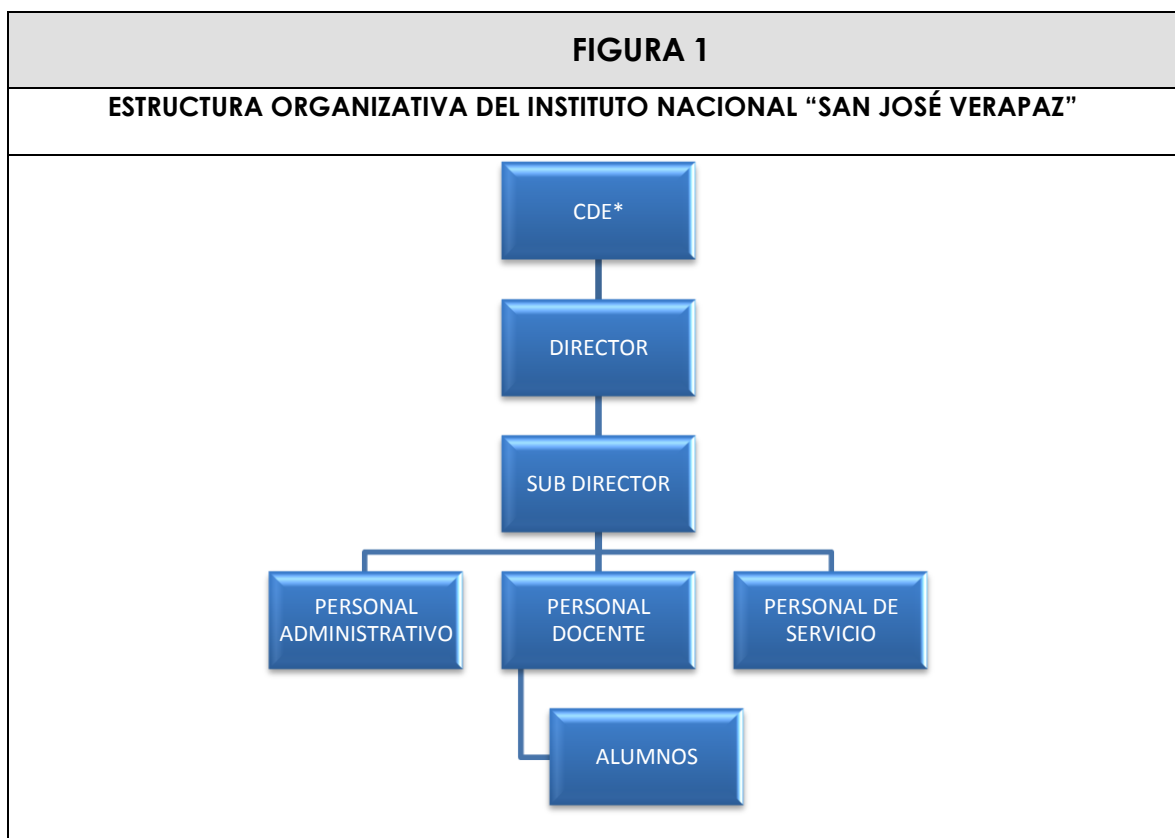 FIGURA 1
ESTRUCTURA ORGANIZATIVA DEL INSTITUTO NACIONAL “SAN JOSÉ VERAPAZ”
CDE*
DIRECTOR
SUB DIRECTOR
PERSONAL
ADMINISTRATIVO
PERSONAL
DOCENTE
PERSONAL DE
SERVICIO
ALUMNOS